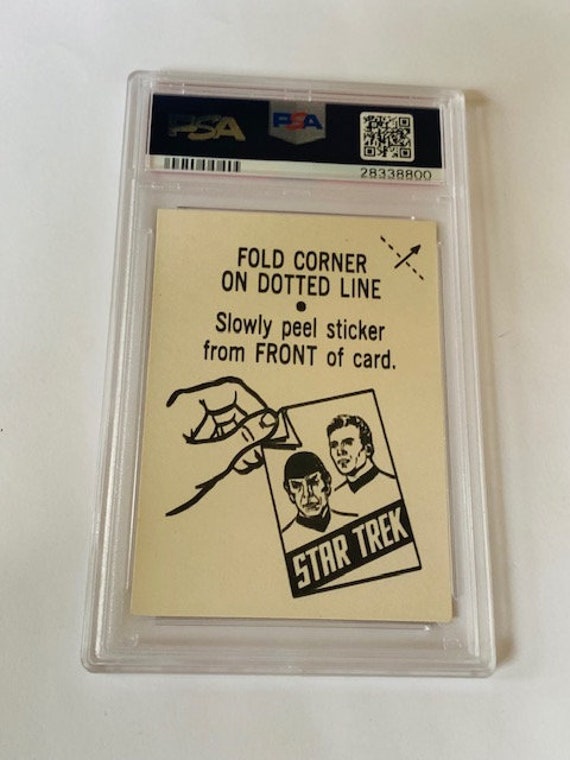 PSA
PSA
28338800
FOLD CORNER
ON DOTTED LINE
Slowly peel sticker
from FRONT of card.
STAR TREK